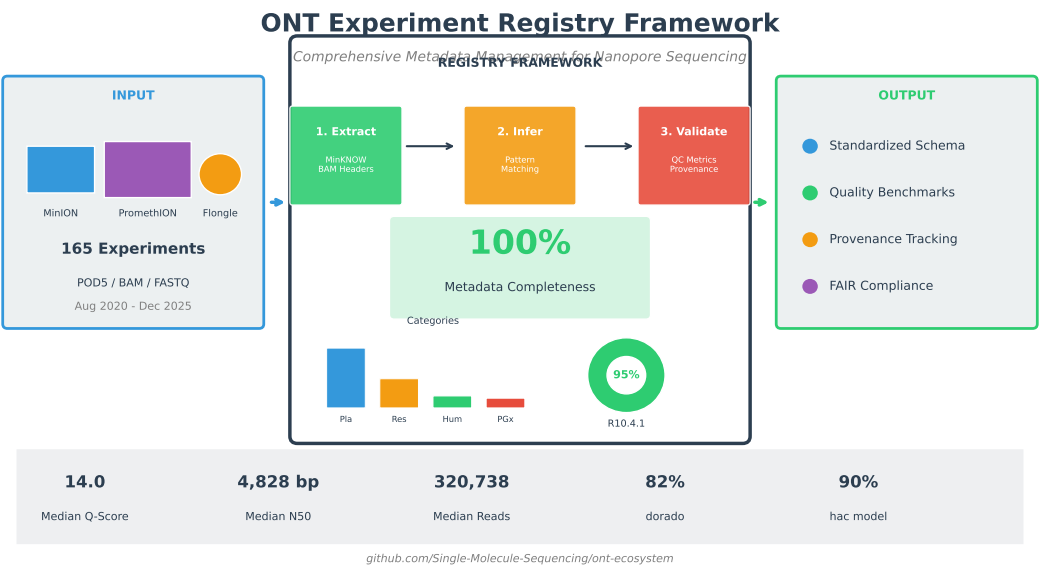 ONT Experiment Registry Framework
Comprehensive Metadata Management for Nanopore Sequencing
REGISTRY FRAMEWORK
INPUT
MinION
PromethION
Flongle
165 Experiments
POD5 / BAM / FASTQ
Aug 2020 - Dec 2025
1. Extract
MinKNOW
BAM Headers
2. Infer
Pattern
Matching
3. Validate
QC Metrics
Provenance
100%
Metadata Completeness
Categories
Pla
Res
Hum
PGx
95%
R10.4.1
OUTPUT
Standardized Schema
Quality Benchmarks
Provenance Tracking
FAIR Compliance
14.0
Median Q-Score
4,828 bp
Median N50
320,738
Median Reads
82%
dorado
90%
hac model
github.com/Single-Molecule-Sequencing/ont-ecosystem